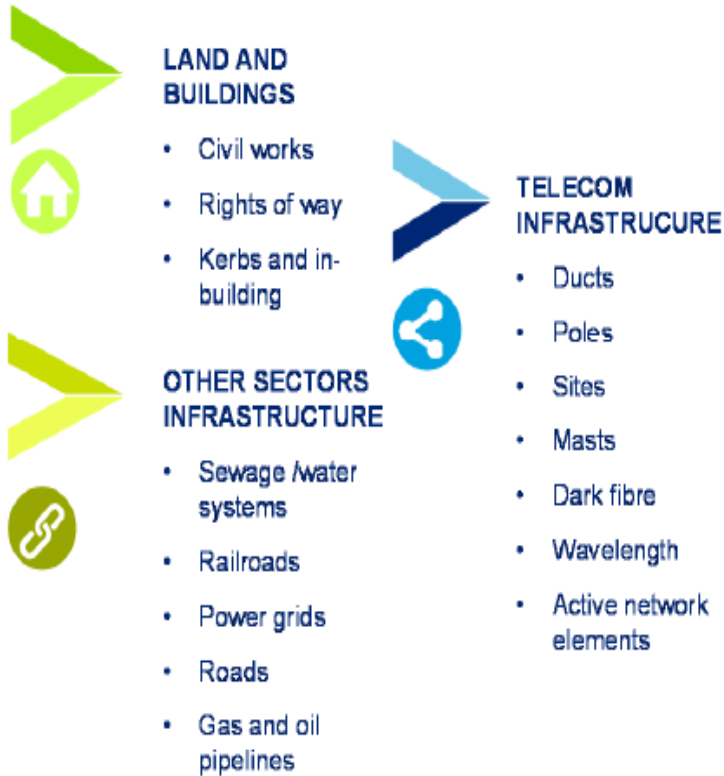 LAND AND
BUILDINGS
• Civil works
• Rights of way
• Kerbs and in-
building
OTHER SECTORS
INFRASTRUCTURE
• Sewage /water
systems
• Railroads
• Power grids
• Roads
• Gas and oil
pipelines
TELECOM
INFRASTRUCURE
• Ducts
• Poles
• Sites
• Masts
• Dark fibre
• Wavelength
• Active network
elements